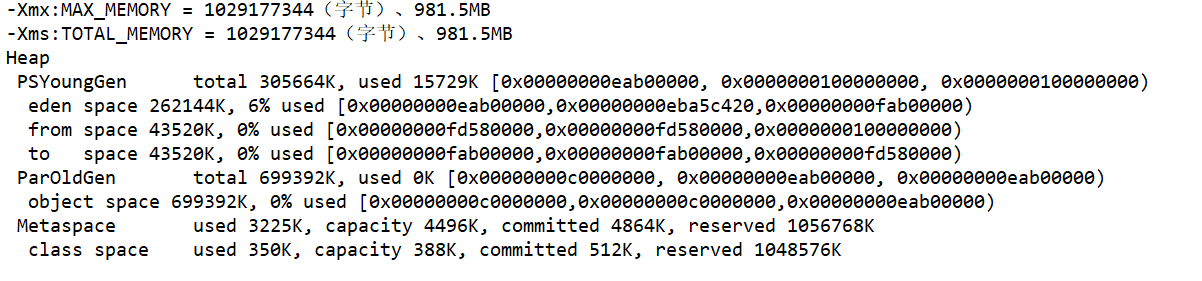 -Xmx:MAX_MEMORY = 1029177344（字节）、981.5MB
-Xms:TOTAL_MEMORY = 1029177344（字节）、981.5MB
Heap
 PSYoungGen      total 305664K, used 15729K [0x00000000eab00000, 0x0000000100000000, 0x0000000100000000)
  eden space 262144K, 6% used [0x00000000eab00000,0x00000000eba5c420,0x00000000fab00000)
  from space 43520K, 0% used [0x00000000fd580000,0x00000000fd580000,0x0000000100000000)
  to   space 43520K, 0% used [0x00000000fab00000,0x00000000fab00000,0x00000000fd580000)
 ParOldGen       total 699392K, used 0K [0x00000000c0000000, 0x00000000eab00000, 0x00000000eab00000)
  object space 699392K, 0% used [0x00000000c0000000,0x00000000c0000000,0x00000000eab00000)
 Metaspace       used 3225K, capacity 4496K, committed 4864K, reserved 1056768K
  class space    used 350K, capacity 388K, committed 512K, reserved 1048576K